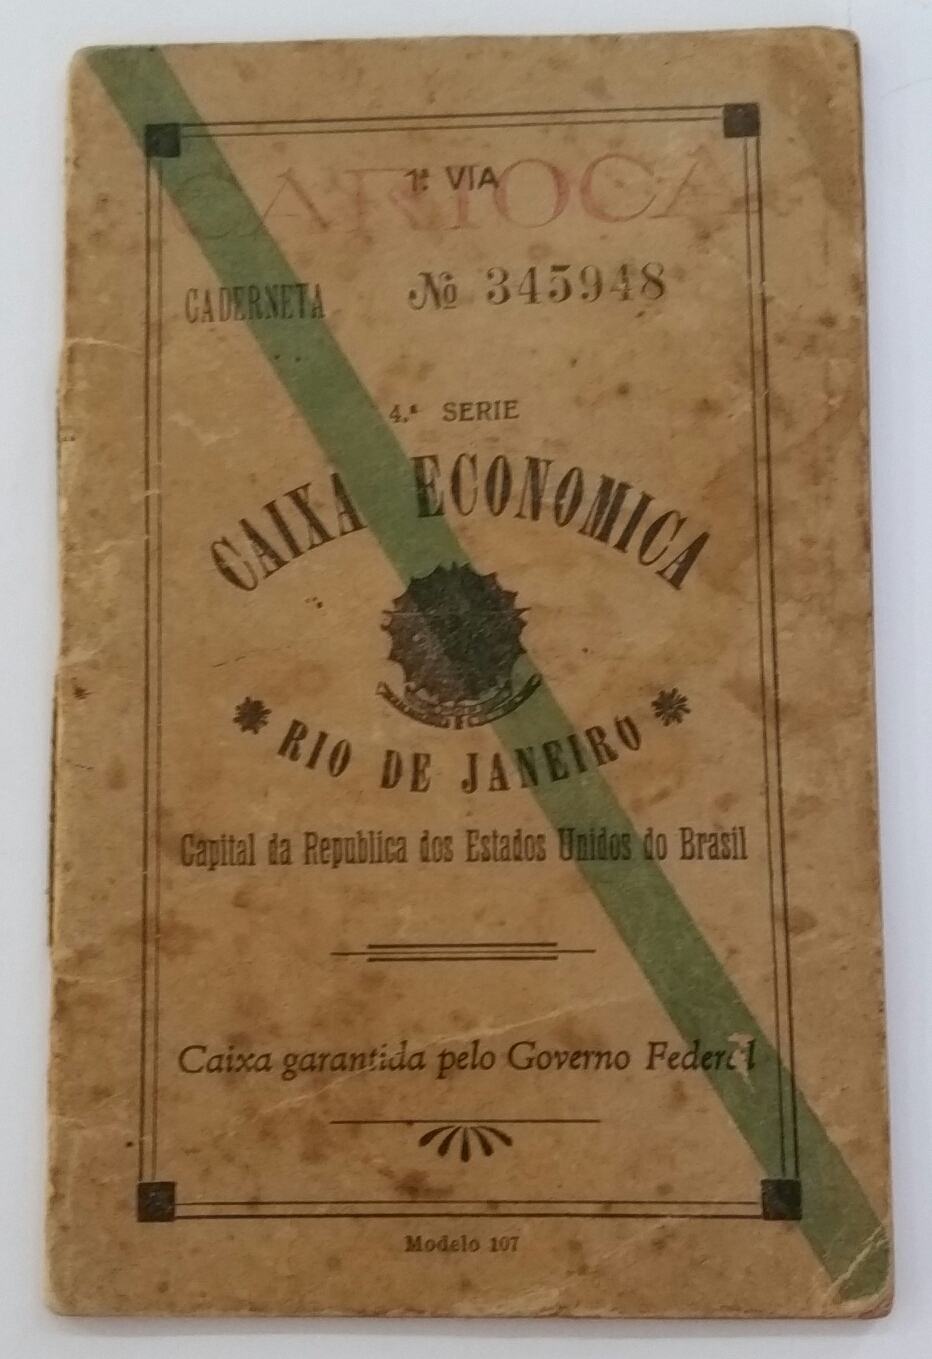 CARIOCA
1ª VIA
CADERNETA № 345948
4.ª SERIE
CAIXA ECONOMICA
RIO DE JANEIRO
Capital da Republica dos Estados Unidos do Brasil
Caixa garantida pelo Governo Federal
Modelo 107